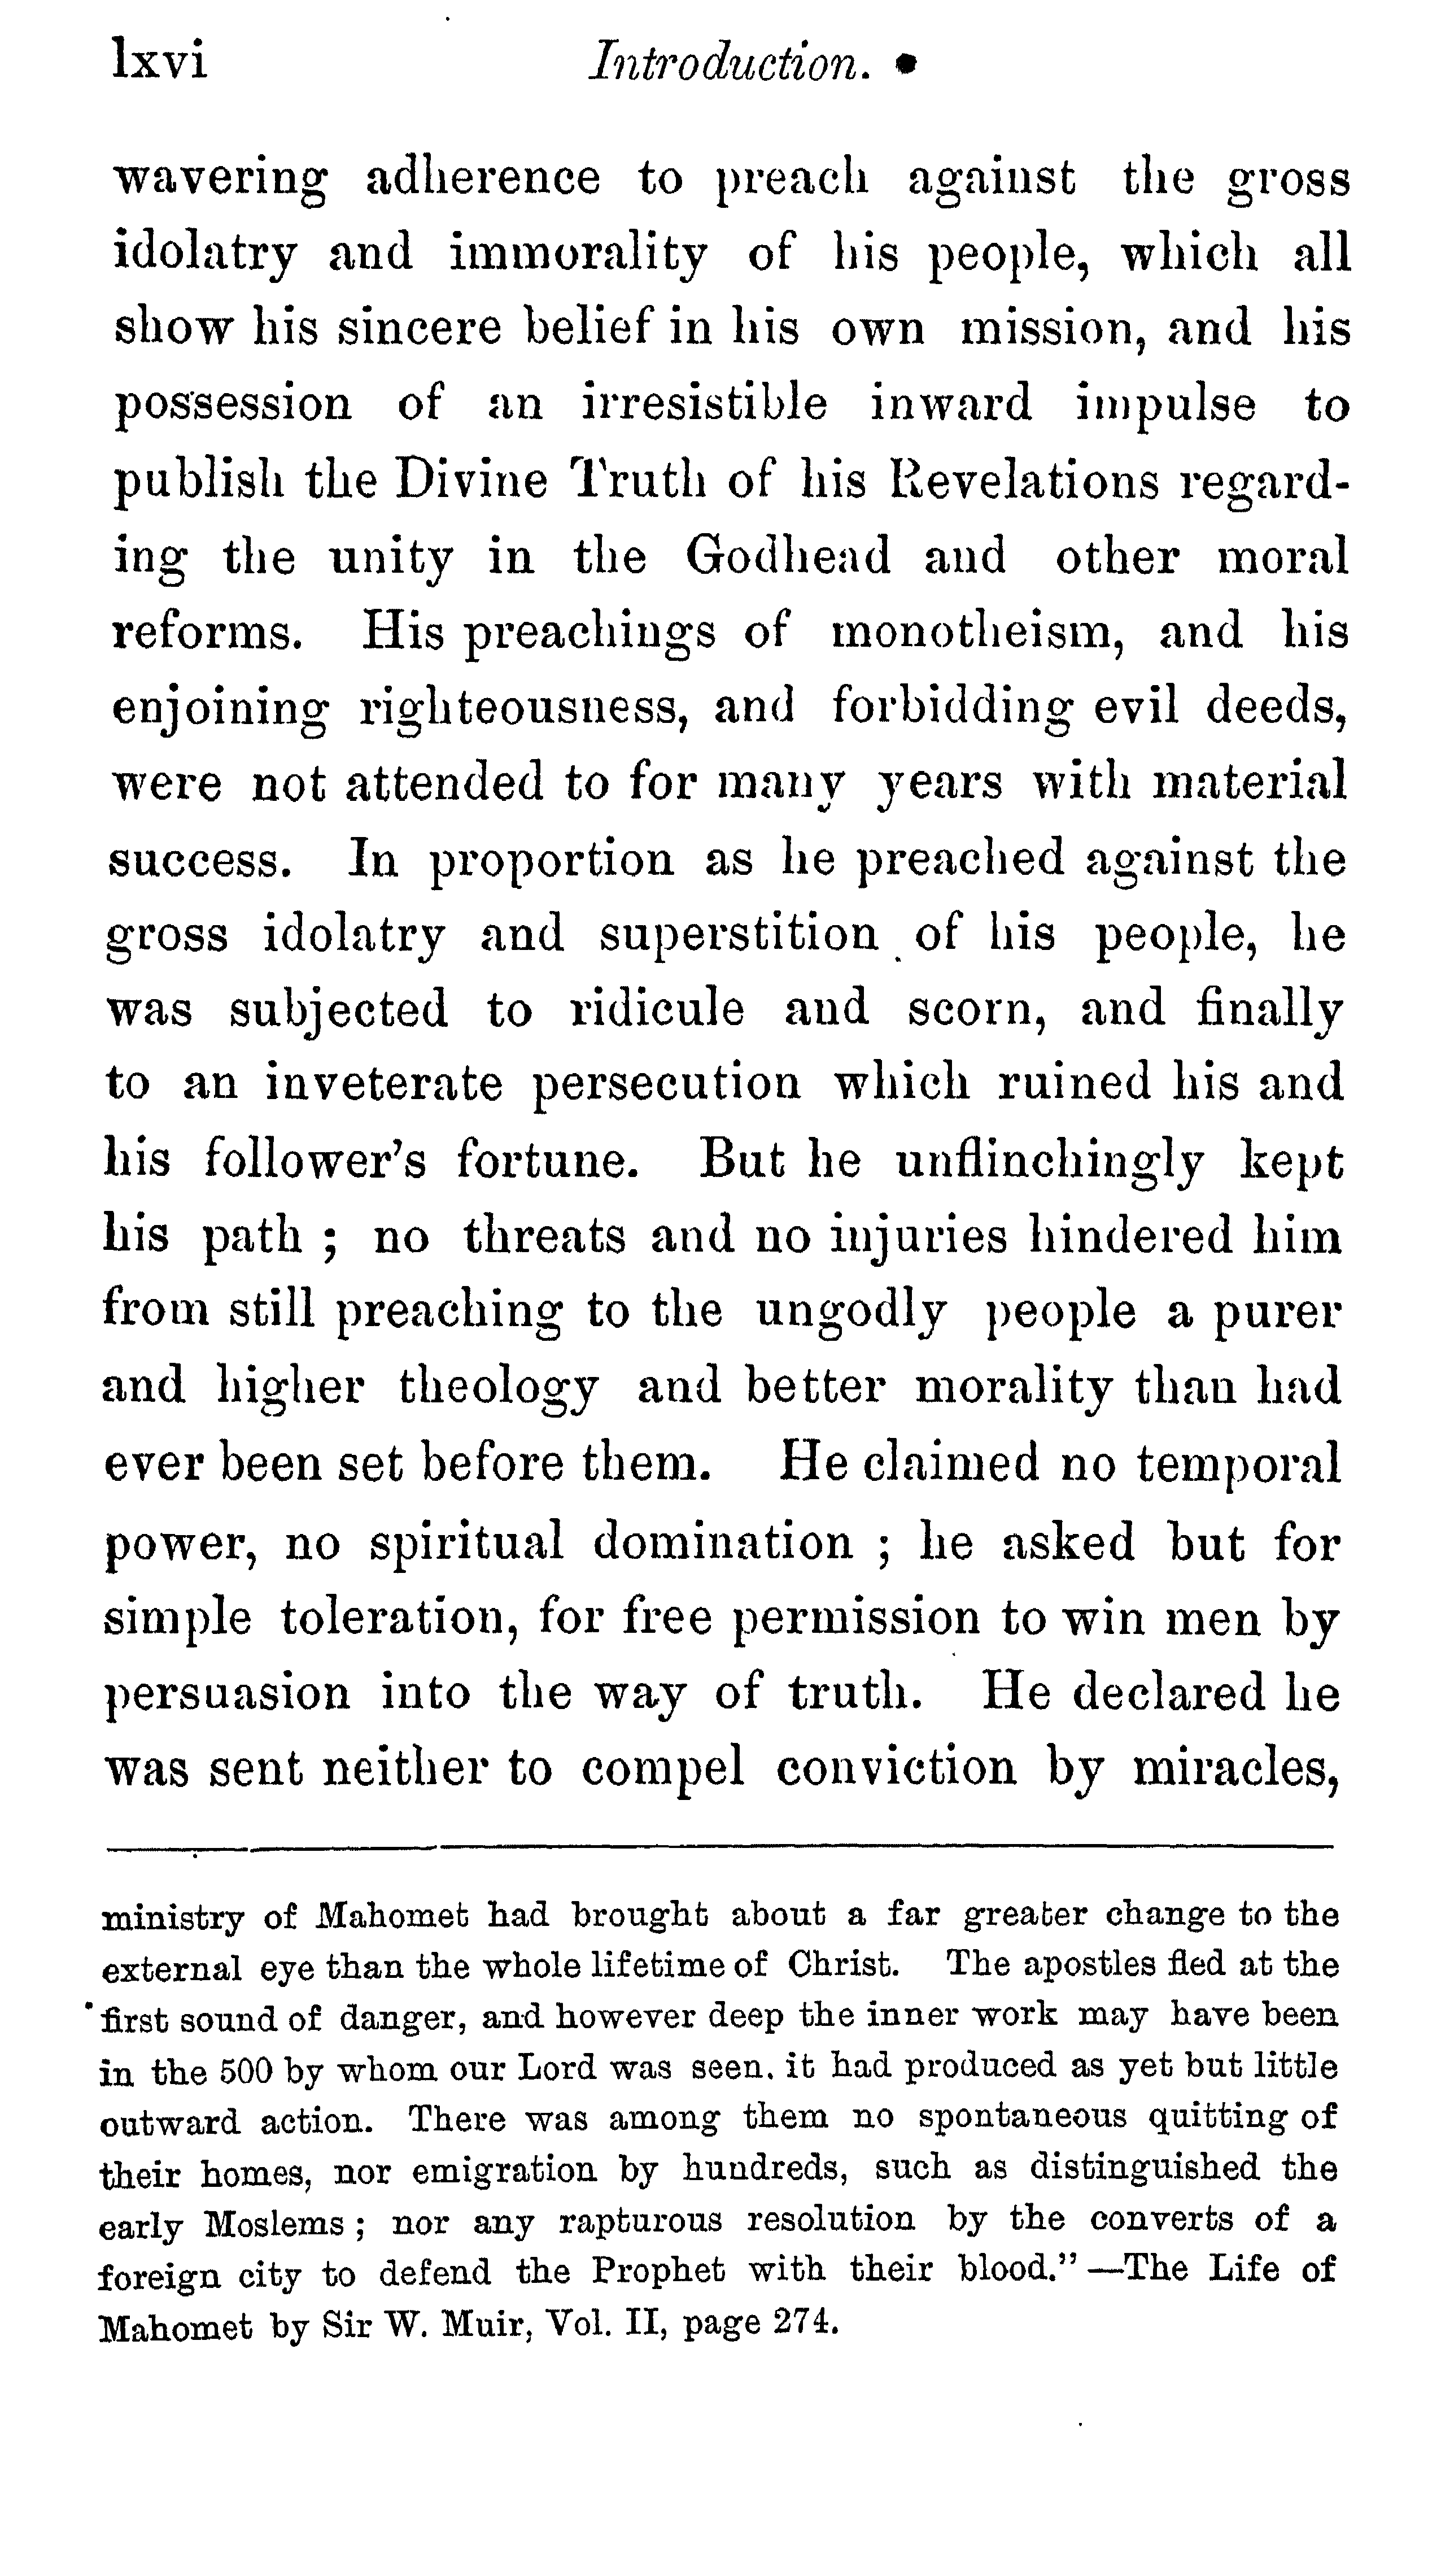 lxvi Introduction.
wavering adherence to preach against the gross
idolatry and immorality of his people, which all
show his sincere belief in his own mission, and his
possession of an irresistible inward impulse to
publish the Divine Truth of his Revelations regard-
ing the unity in the Godhead and other moral
reforms. His preachings of monotheism, and his
enjoining righteousness, and forbidding evil deeds,
were not attended to for many years with material
success. In proportion as he preached against the
gross idolatry and superstition of his people, he
was subjected to ridicule and scorn, and finally
to an inveterate persecution which ruined his and
his follower's fortune. But he unflinchingly kept
his path ; no threats and no injuries hindered him
from still preaching to the ungodly people a purer
and higher theology and better morality than had
ever been set before them. He claimed no temporal
power, no spiritual domination ; he asked but for
simple toleration, for free permission to win men by
persuasion into the way of truth. He declared he
was sent neither to compel conviction by miracles,
ministry of Mahomet had brought about a far greater change to the
external eye than the whole lifetime of Christ. The apostles fled at the
first sound of danger, and however deep the inner work may have been
in the 500 by whom our Lord was seen. it had produced as yet but little
outward action. There was among them no spontaneous quitting of
their homes, nor emigration by hundreds, such as distinguished the
early Moslems ; nor any rapturous resolution by the converts of a
foreign city to defend the Prophet with their blood."—The Life of
Mahomet by Sir W. Muir, Vol. II, page 274.